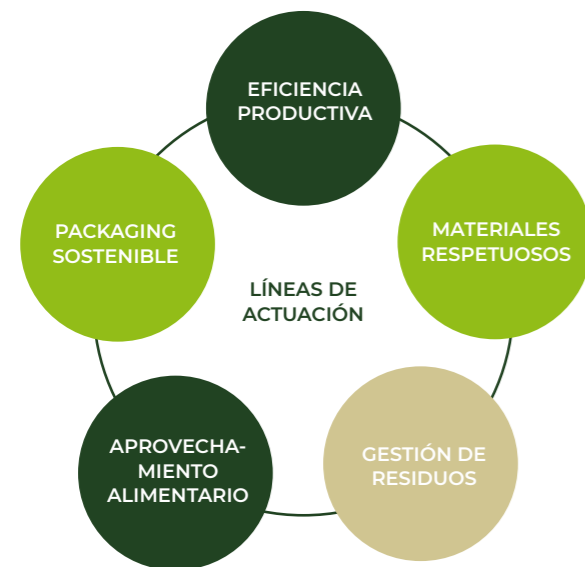 EFICIENCIA
PRODUCTIVA
MATERIALES
RESPETUOSOS
PACKAGING
SOSTENIBLE
LÍNEAS DE
ACTUACIÓN
GESTIÓN DE
RESIDUOS
APROVECHA-
MIENTO
ALIMENTARIO